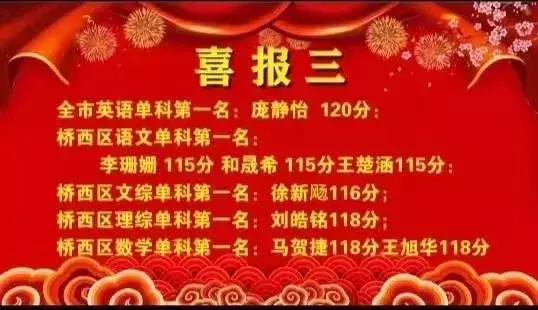 喜报三
全市英语单科第一名：庞静怡 120分；
桥西区语文单科第一名：
李珊姗 115分 和晟希 115分王楚涵115分；
桥西区文综单科第一名：徐新飏116分；
桥西区理综单科第一名：刘皓铭118分；
桥西区数学单科第一名：马贺捷118分王旭华118分